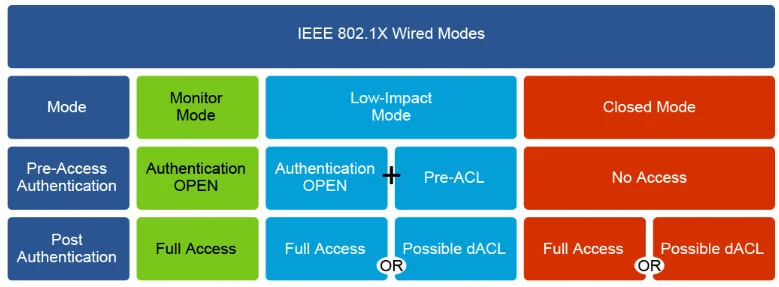 IEEE 802.1X Wired Modes
Mode
Monitor
Mode
Low-Impact
Mode
Closed Mode
Pre-Access
Authentication
Authentication
OPEN
Authentication
OPEN
+
Pre-ACL
No Access
Post
Authentication
Full Access
Full Access
OR
Possible dACL
Full Access
OR
Possible dACL